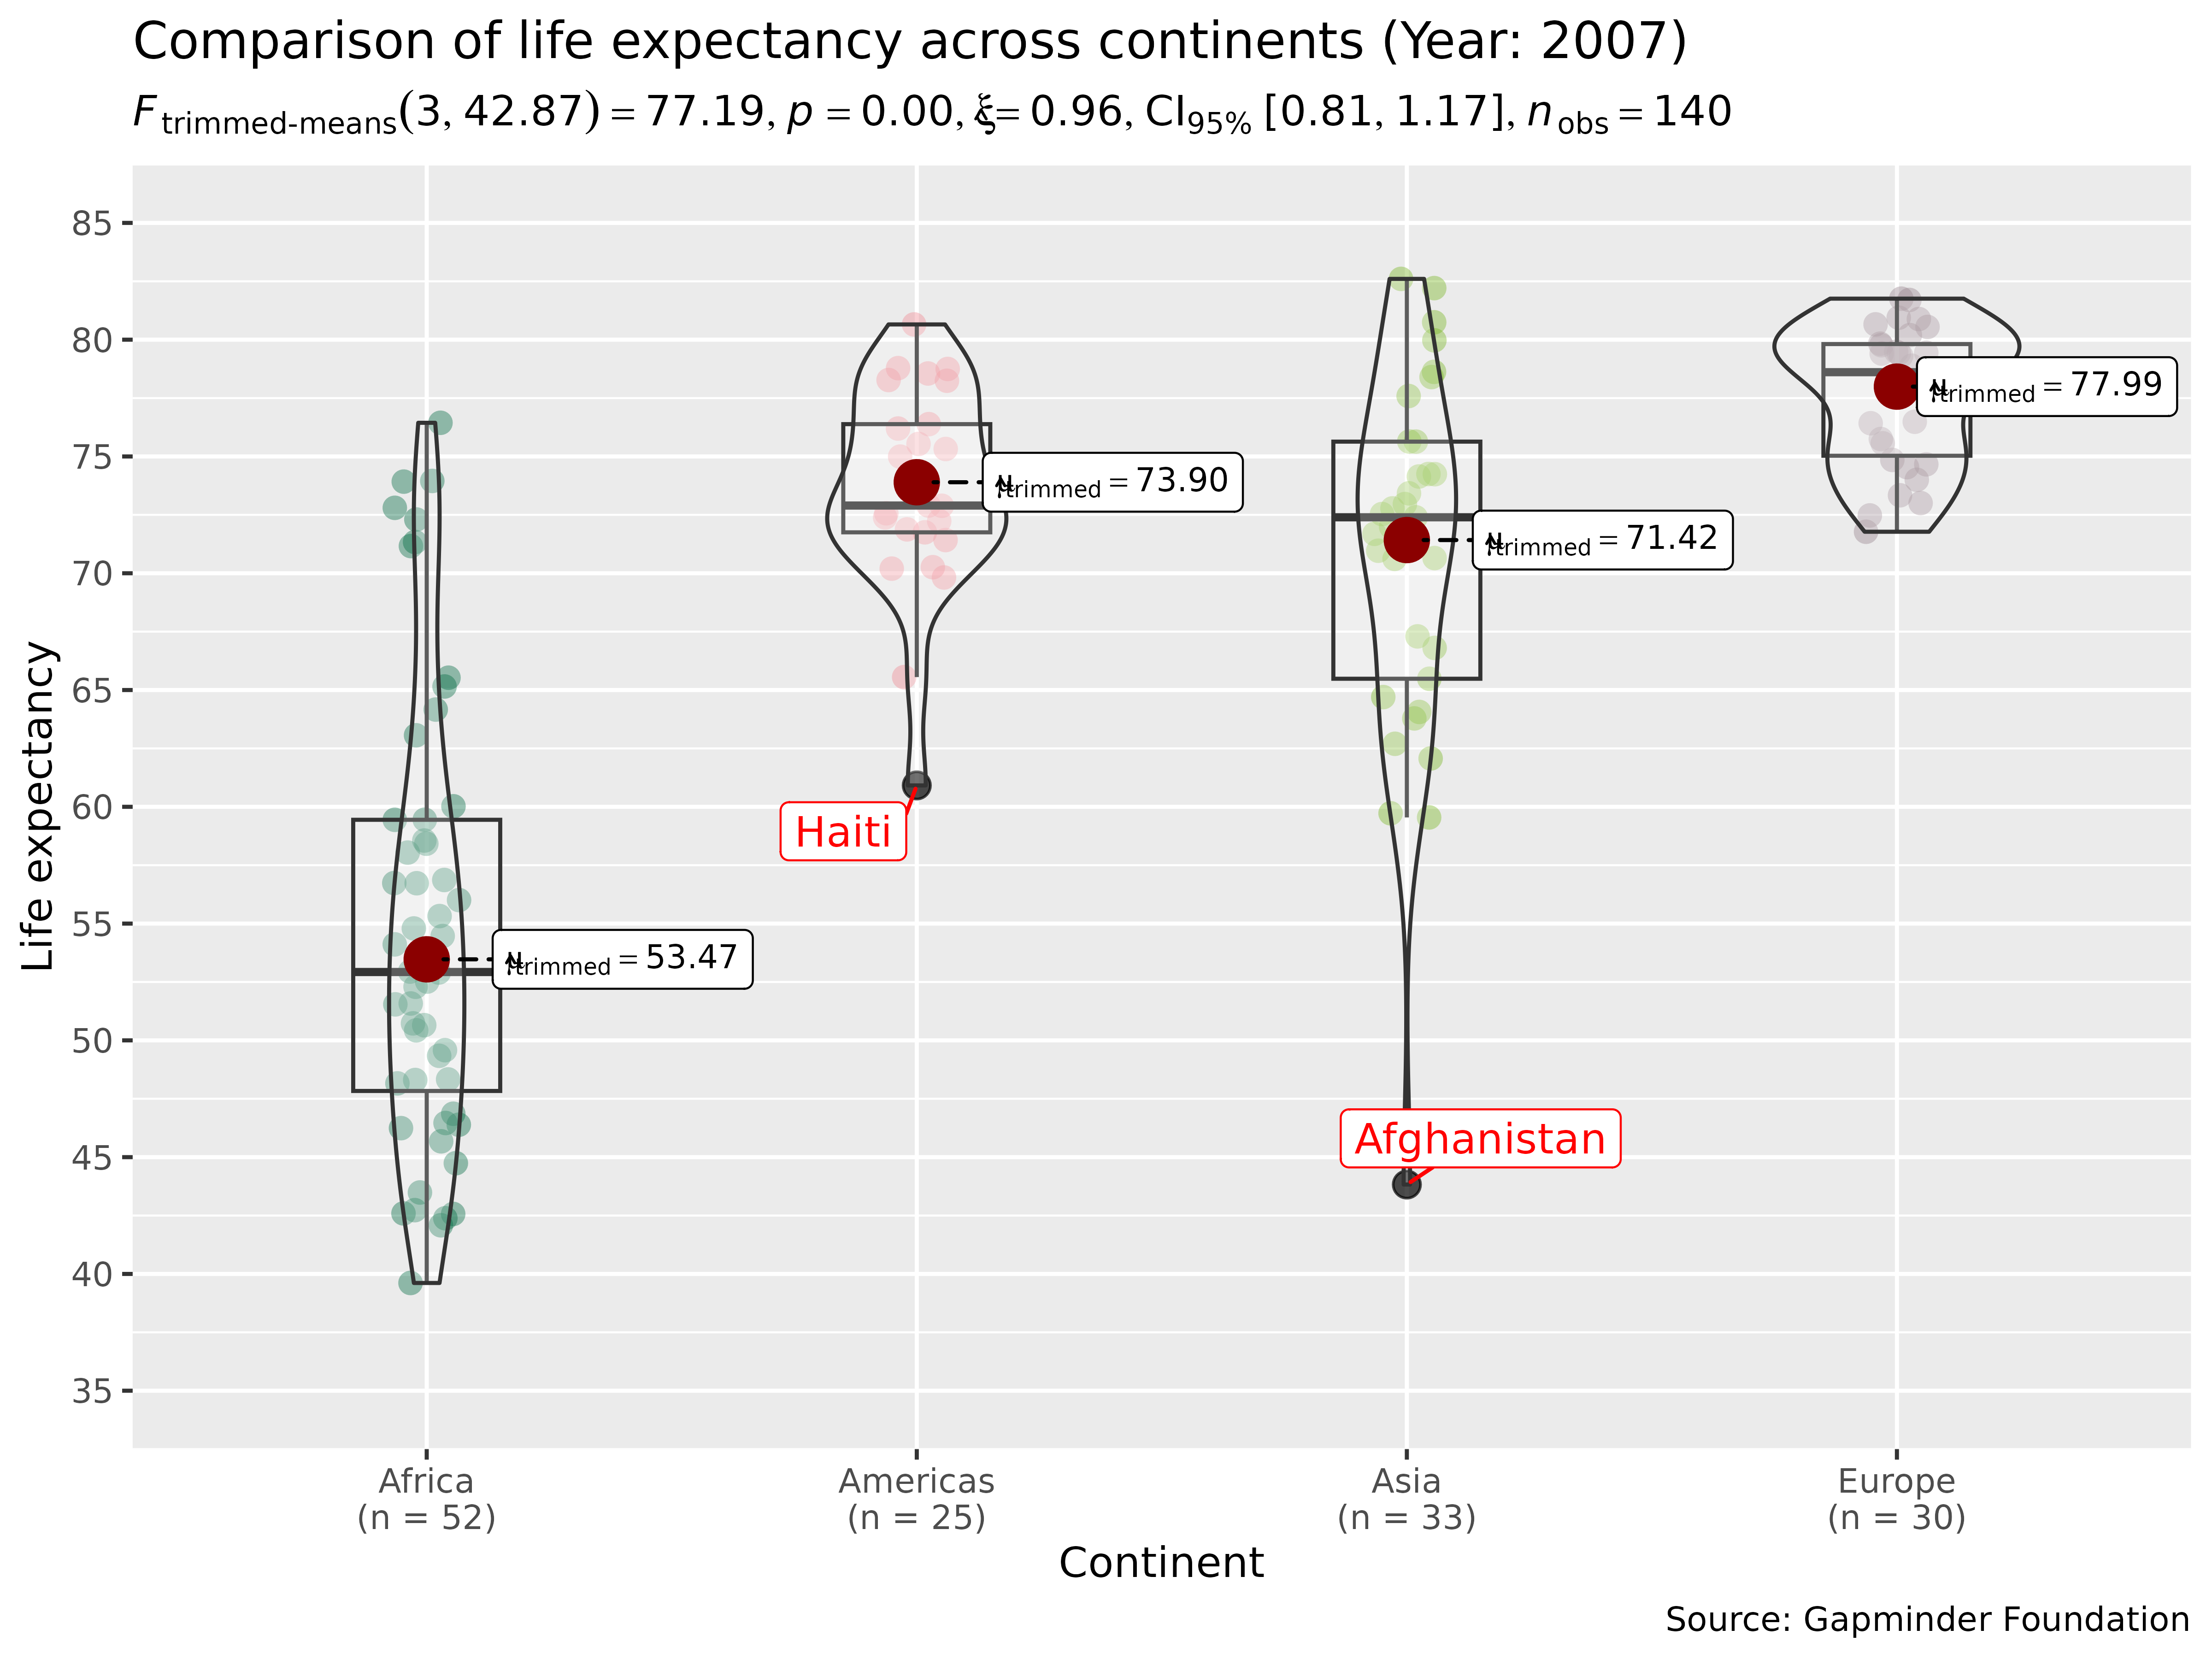 Comparison of life expectancy across continents (Year: 2007)
F trimmed-means(3, 42.87) = 77.19, p = 0.00, ξ̂ = 0.96, CI95% [0.81, 1.17], nobs = 140
Life expectancy
85
80
75
70
65
60
55
50
45
40
35
μ̂trimmed = 53.47
μ̂trimmed = 73.90
μ̂trimmed = 71.42
μ̂trimmed = 77.99
Haiti
Afghanistan
Africa
(n = 52)
Americas
(n = 25)
Asia
(n = 33)
Europe
(n = 30)
Continent
Source: Gapminder Foundation